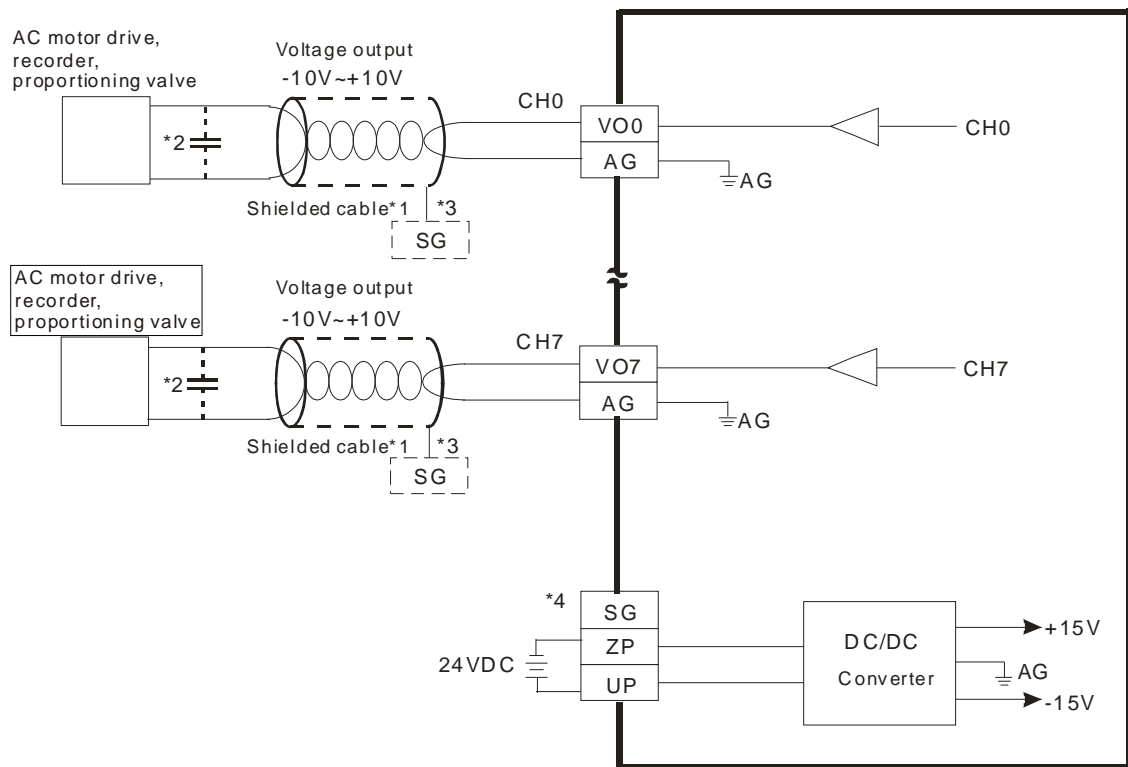 AC motor drive,
recorder,
proportioning valve
Voltage output
-10V~+10V
CH0
VO0
CH0
*2
AG
AG
Shielded cable*1
*3
SG
AC motor drive,
recorder,
proportioning valve
Voltage output
-10V~+10V
CH7
VO7
CH7
*2
AG
AG
Shielded cable*1
*3
SG
*4
SG
ZP
UP
24VDC
DC/DC
Converter
+15V
AG
-15V